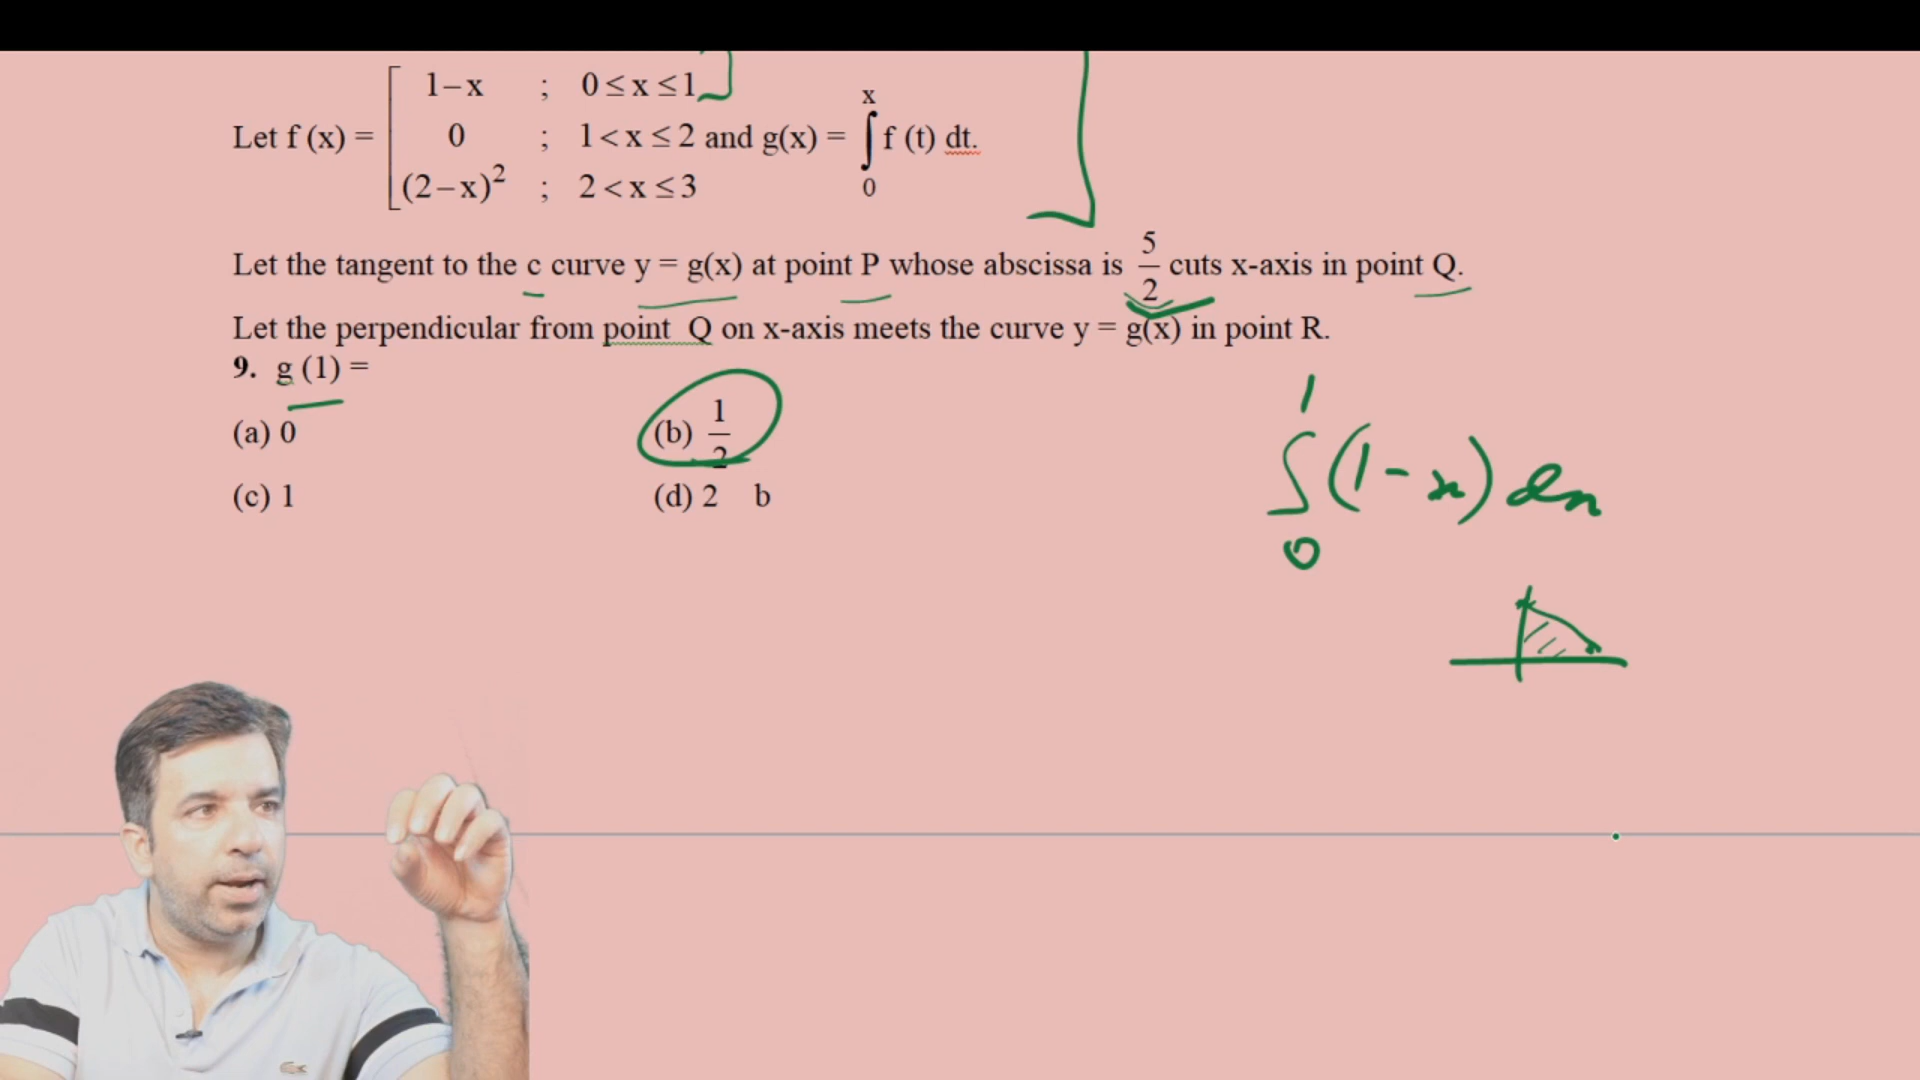 Let f (x) = [ 1−x ; 0≤x≤1
0 ; 1<x≤2 and g(x) = ∫₀ˣ f (t) dt.
(2−x)² ; 2<x≤3
Let the tangent to the c curve y = g(x) at point P whose abscissa is 5/2 cuts x-axis in point Q.
Let the perpendicular from point Q on x-axis meets the curve y = g(x) in point R.
9. g (1) =
(a) 0 (b) 1/2
(c) 1 (d) 2 b
∫₀¹ (1-x) dx